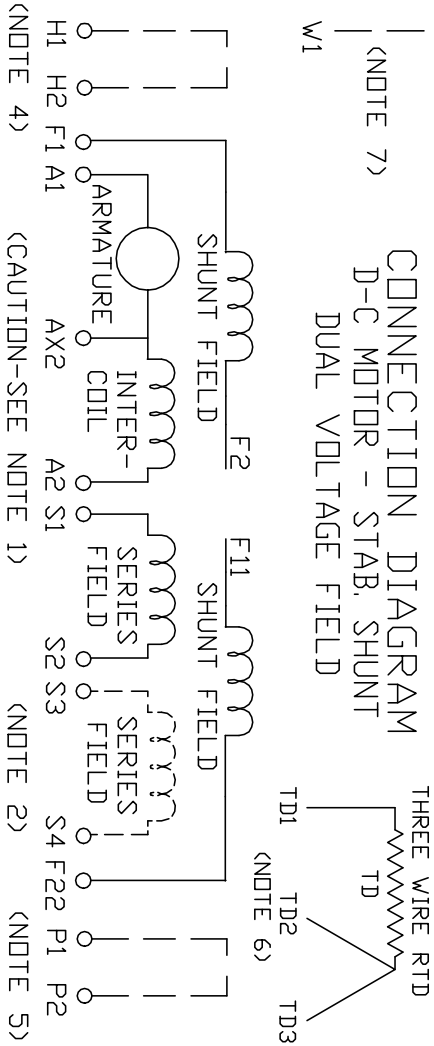 W1
(NOTE 7)
CONNECTION DIAGRAM
D-C MOTOR - STAB. SHUNT
DUAL VOLTAGE FIELD
THREE WIRE RTD
TD
TD1
TD2
TD3
(NOTE 6)
F2
F11
SHUNT FIELD
SHUNT FIELD
ARMATURE
INTER-
COIL
SERIES
FIELD
SERIES
FIELD
H1
H2
F1
A1
AX2
A2
S1
S2
S3
S4
F22
P1
P2
(NOTE 4)
(CAUTION-SEE NOTE 1)
(NOTE 2)
(NOTE 5)